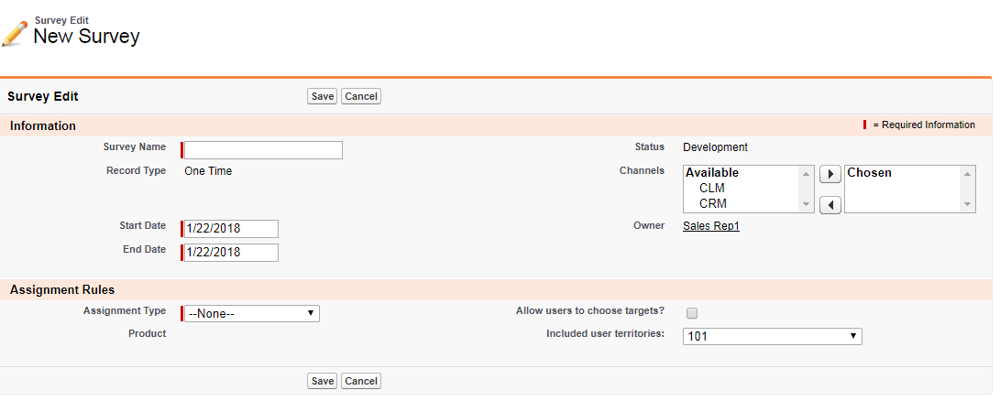 Survey Edit
New Survey
Survey Edit
Save
Cancel
Information
= Required Information
Survey Name
Status
Development
Record Type
One Time
Channels
Available
CLM
CRM
Chosen
Start Date
1/22/2018
Owner
Sales Rep1
End Date
1/22/2018
Assignment Rules
Assignment Type
--None--
Allow users to choose targets?
Product
Included user territories:
101
Save
Cancel